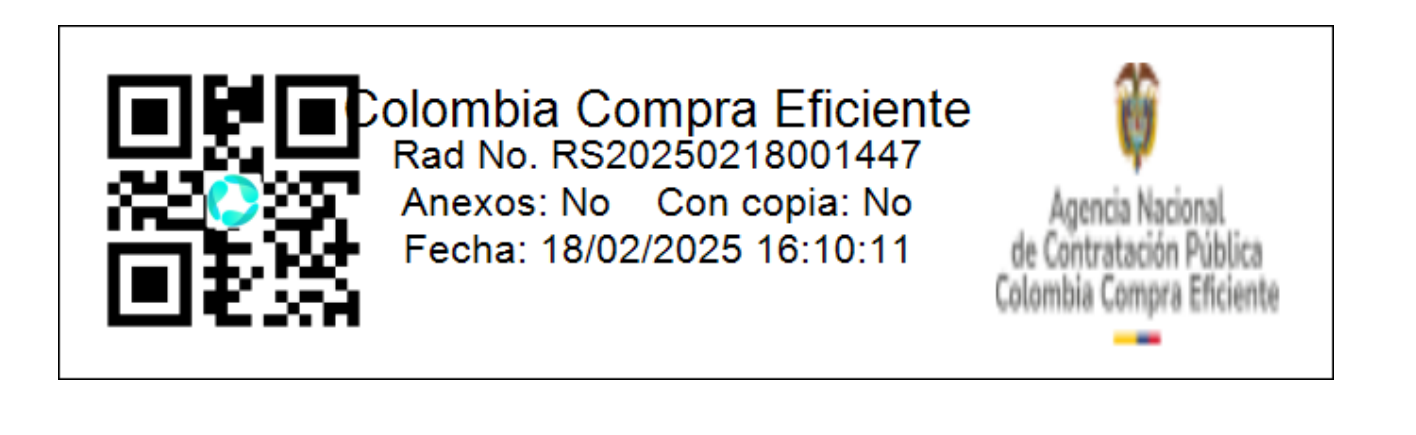 Colombia Compra Eficiente
Rad No. RS20250218001447
Anexos: No Con copia: No
Fecha: 18/02/2025 16:10:11
Agencia Nacional
de Contratación Pública
Colombia Compra Eficiente